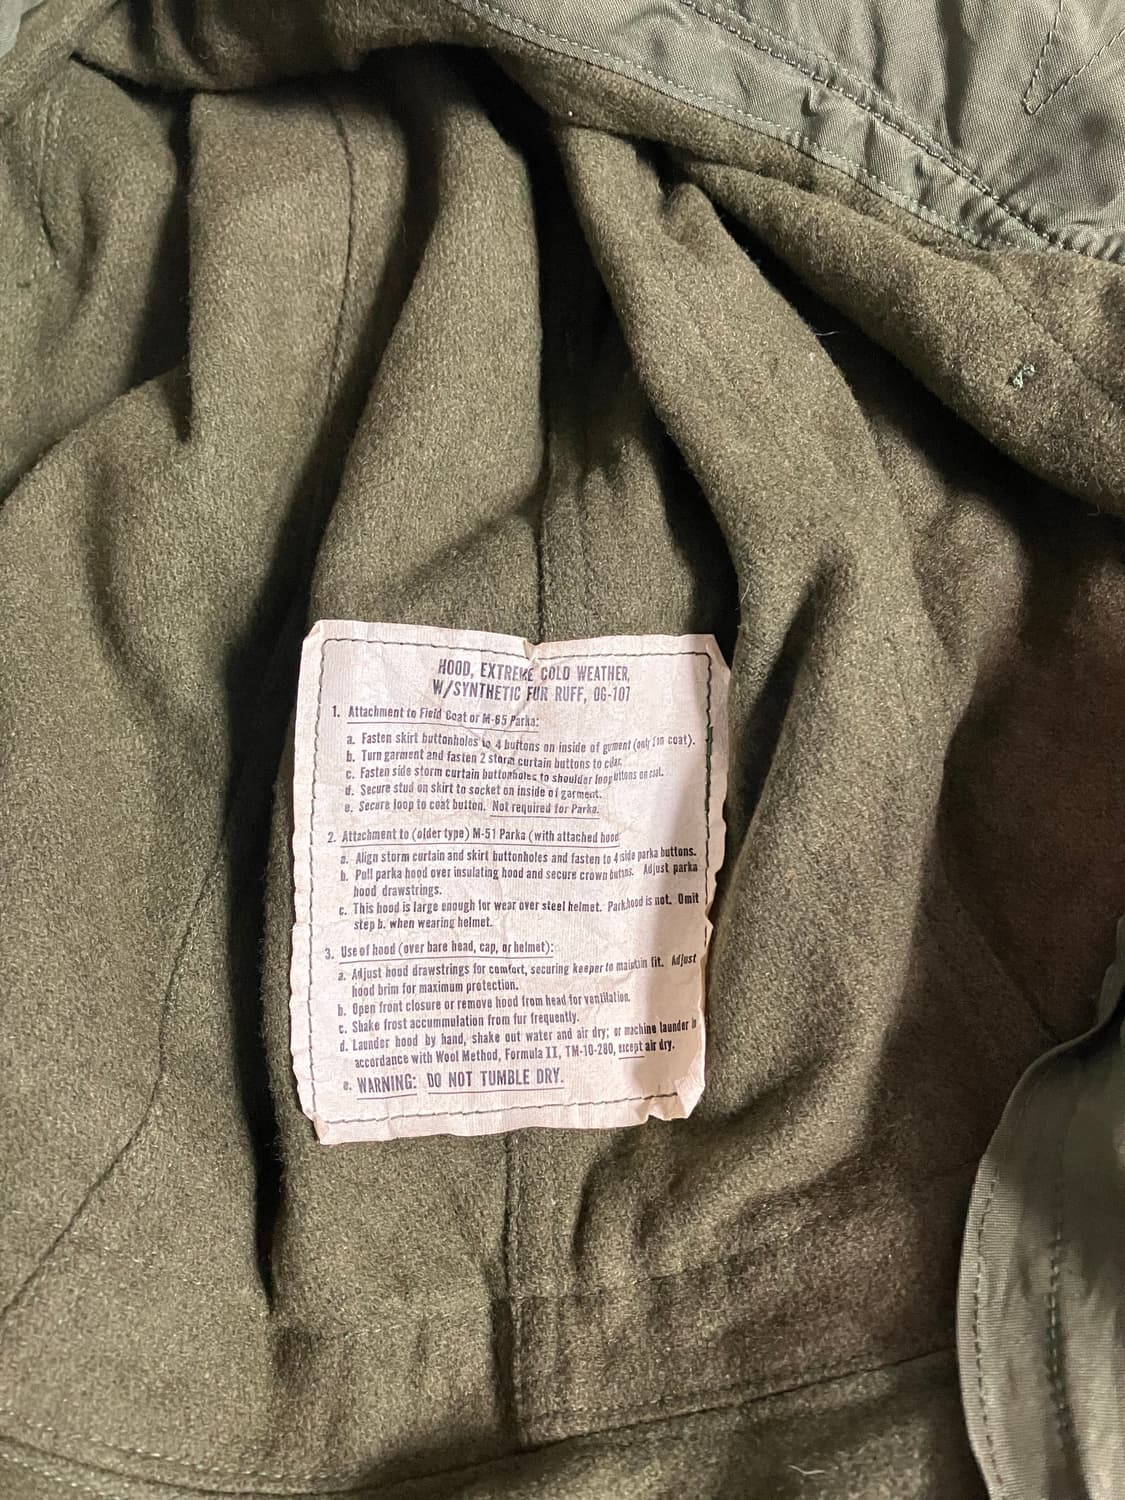 HOOD, EXTREME COLD WEATHER,
W/SYNTHETIC FUR RUFF, OG-107
1. Attachment to Field Coat or M-65 Parka:
a. Fasten skirt buttonholes to 4 buttons on inside of garment (only in coat).
b. Turn garment and fasten 2 storm curtain buttons to collar.
c. Fasten side storm curtain buttonholes to shoulder loop buttons on coat.
d. Secure stud on skirt to socket on inside of garment.
e. Secure loop to coat button. Not required for Parka.
2. Attachment to (older type) M-51 Parka (with attached hood
a. Align storm curtain and skirt buttonholes and fasten to 4 side parka buttons.
b. Pull parka hood over insulating hood and secure crown buttons. Adjust parka
hood drawstrings.
c. This hood is large enough for wear over steel helmet. Parka hood is not. Omit
step b. when wearing helmet.
3. Use of hood (over bare head, cap, or helmet):
a. Adjust hood drawstrings for comfort, securing keeper to maintain fit. Adjust
hood brim for maximum protection.
b. Open front closure or remove hood from head for ventilation.
c. Shake frost accummulation from fur frequently.
d. Launder hood by hand, shake out water and air dry; or machine launder in
accordance with Wool Method, Formula II, TM-10-280, except air dry.
e. WARNING: DO NOT TUMBLE DRY.